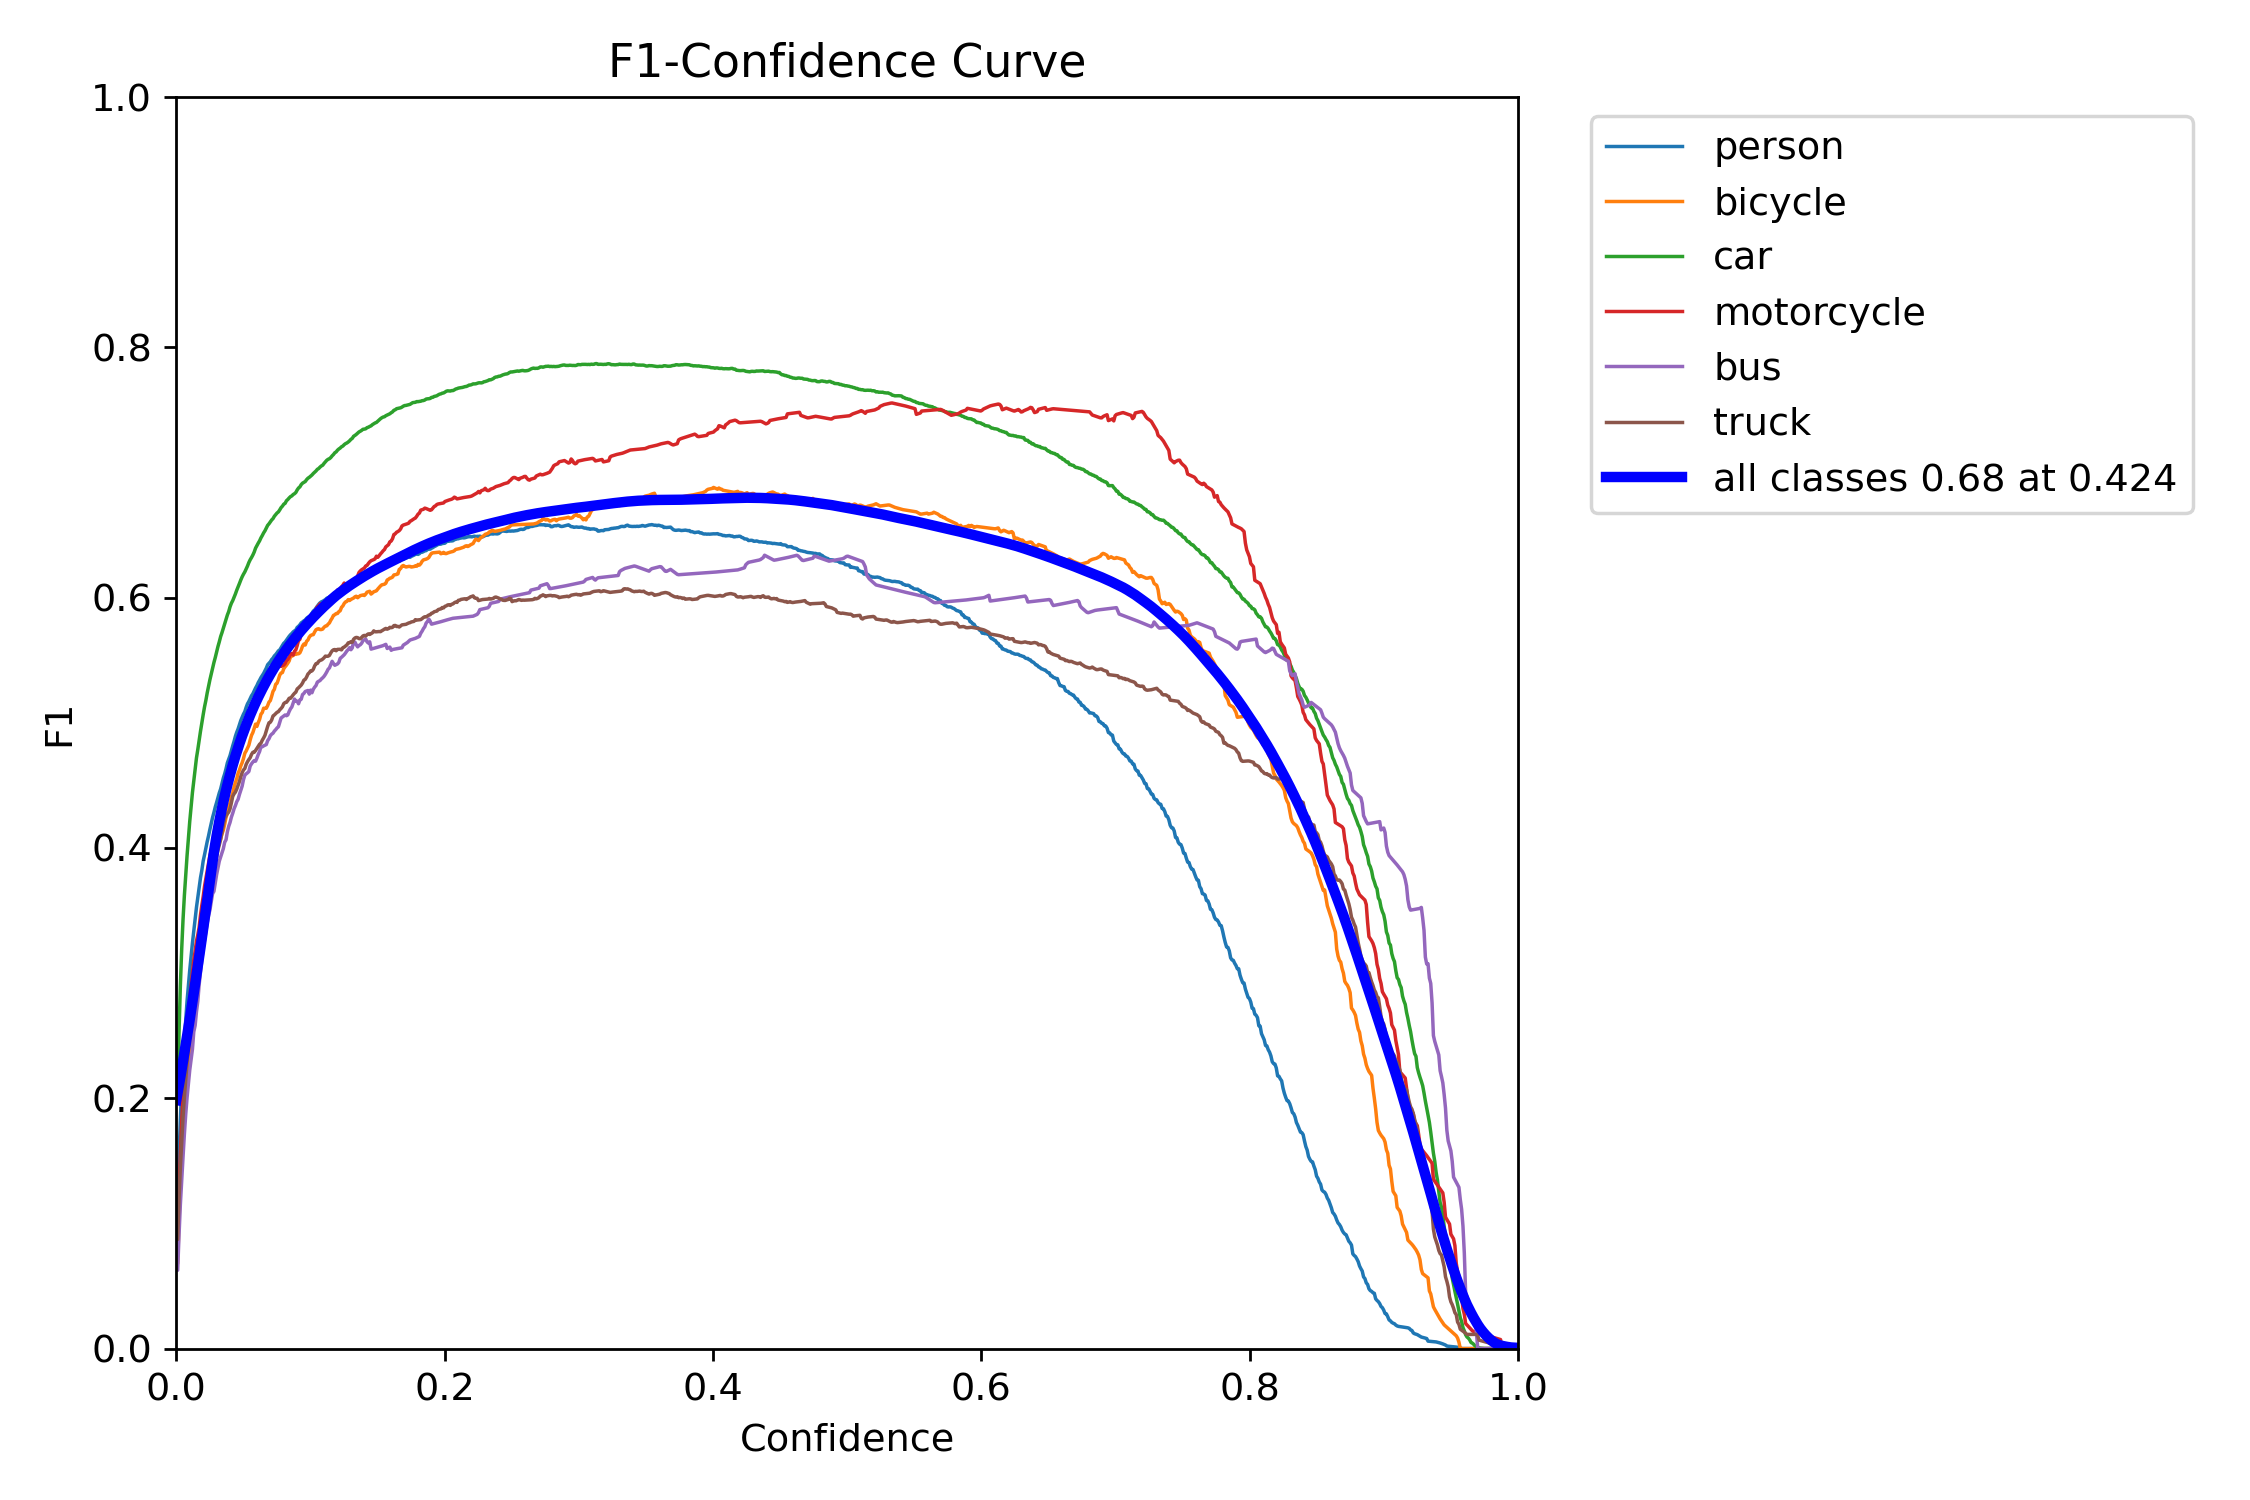 F1-Confidence Curve
1.0
0.8
0.6
0.4
0.2
0.0
F1
0.0 0.2 0.4 0.6 0.8 1.0
Confidence
person
bicycle
car
motorcycle
bus
truck
all classes 0.68 at 0.424